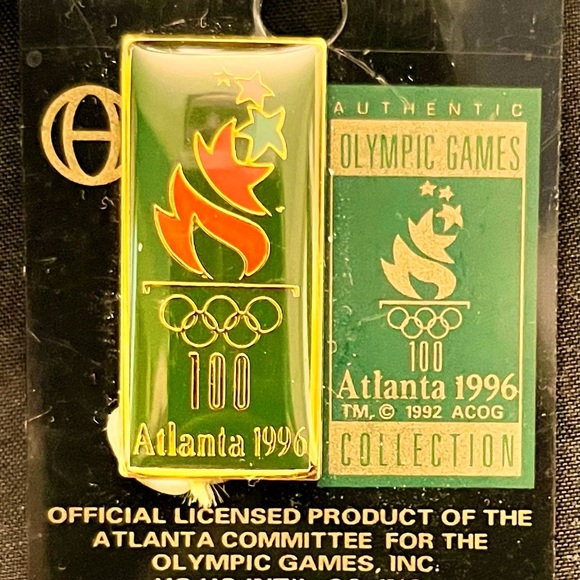 100
Atlanta 1996
AUTHENTIC
OLYMPIC GAMES
100
Atlanta 1996
TM, © 1992 ACOG
COLLECTION
OFFICIAL LICENSED PRODUCT OF THE
ATLANTA COMMITTEE FOR THE
OLYMPIC GAMES, INC.